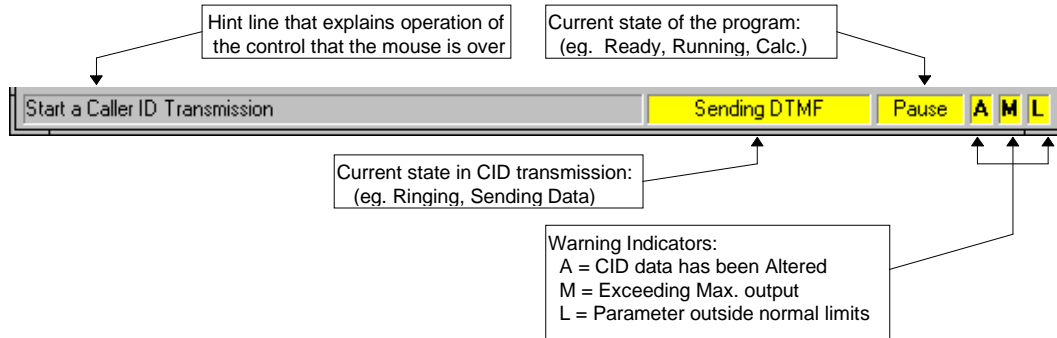 Hint line that explains operation of
the control that the mouse is over
Current state of the program:
(eg. Ready, Running, Calc.)
Start a Caller ID Transmission
Sending DTMF
Pause
A
M
L
Current state in CID transmission:
(eg. Ringing, Sending Data)
Warning Indicators:
A = CID data has been Altered
M = Exceeding Max. output
L = Parameter outside normal limits